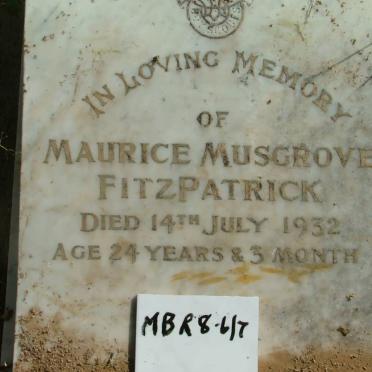 IN LOVING MEMORY
OF
MAURICE MUSGROVE
FITZPATRICK
DIED 14TH JULY 1932
AGE 24 YEARS & 3 MONTH
MBR8-6/7